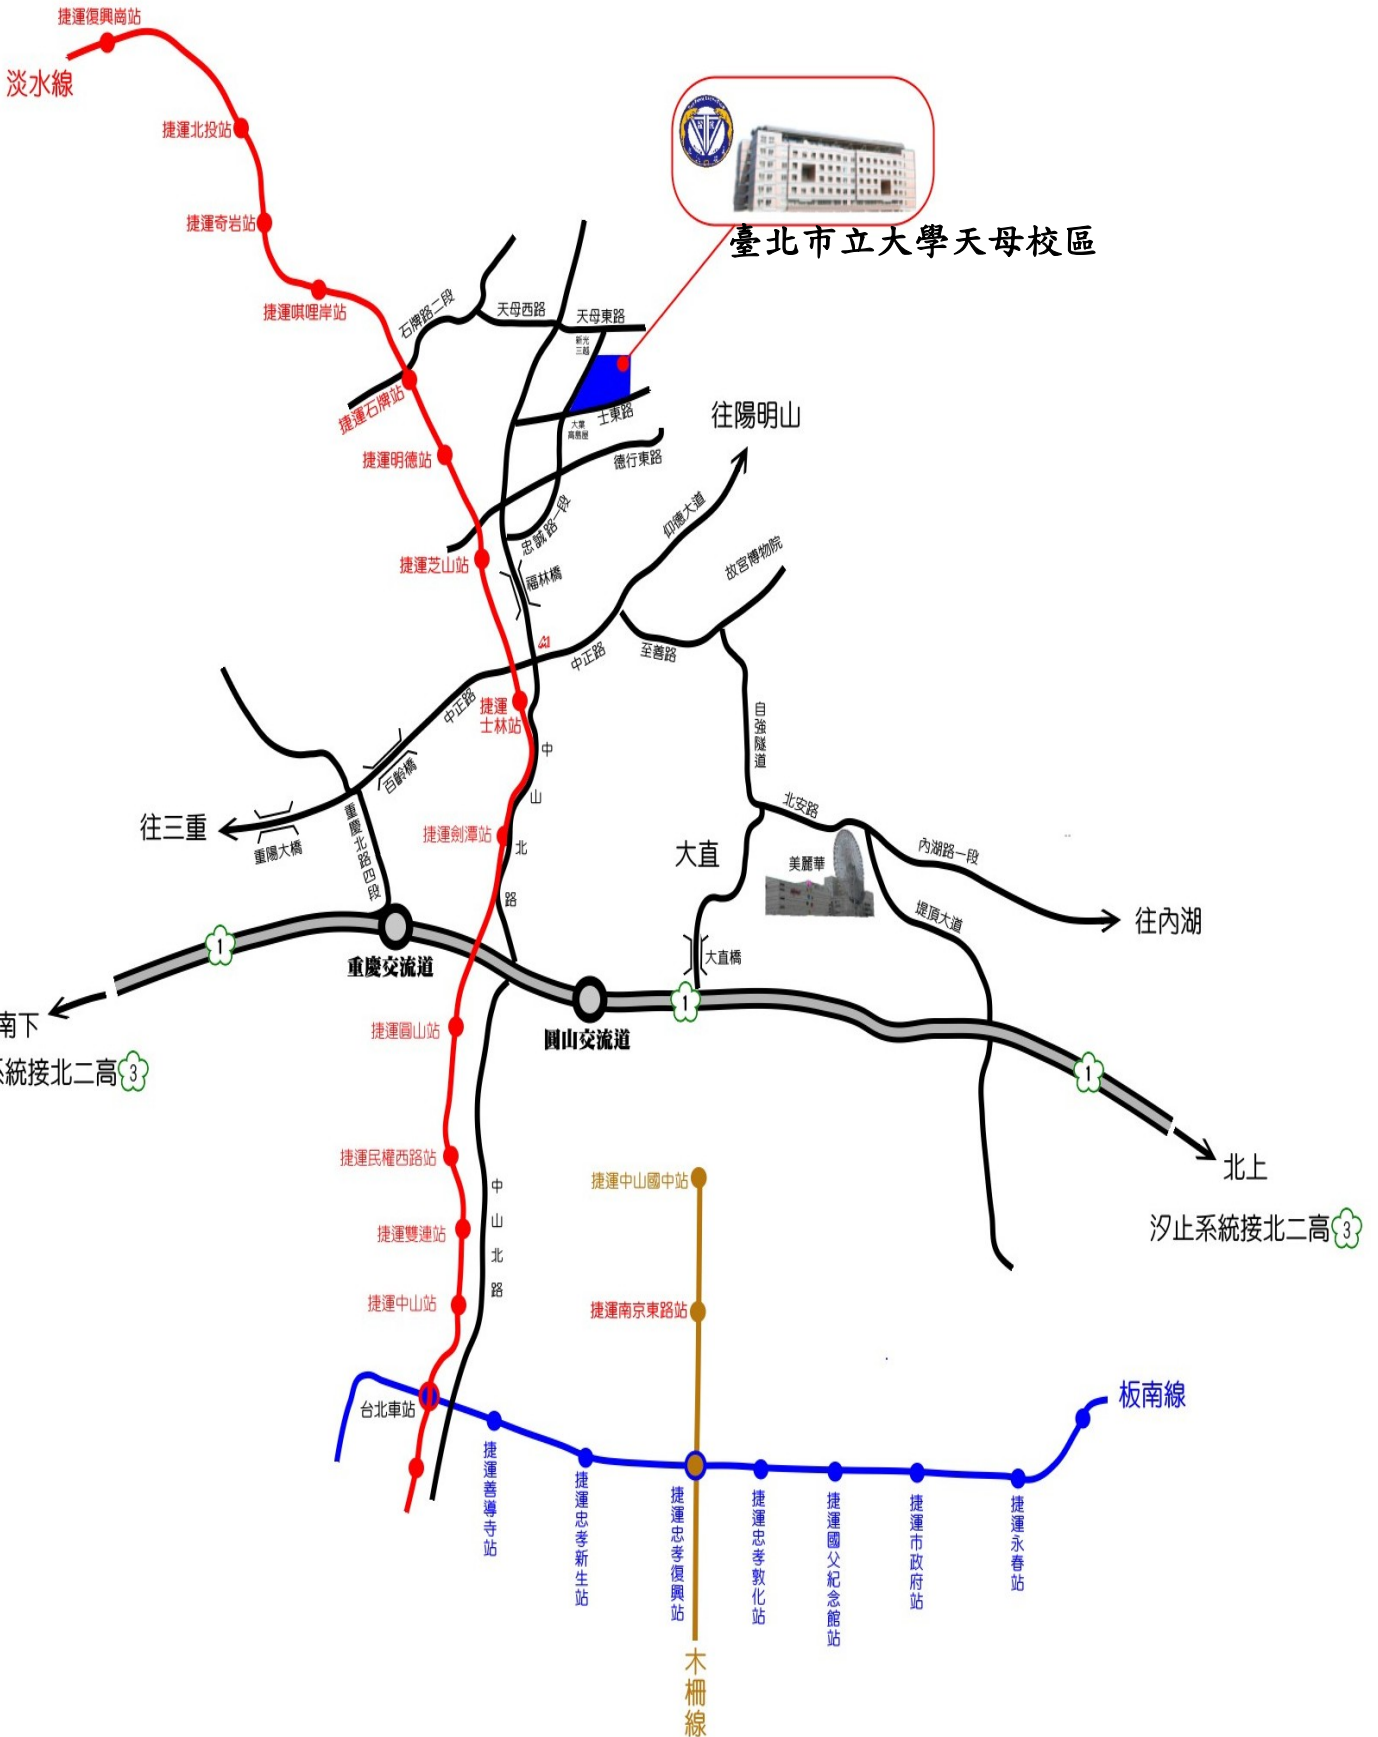 捷運復興崗站
淡水線
捷運北投站
捷運奇岩站
捷運唭哩岸站
臺北市立大學天母校區
石牌路二段
天母西路
天母東路
新光
三越
捷運石牌站
士東路
大葉
高島屋
往陽明山
捷運明德站
德行東路
仰德大道
忠誠路一段
捷運芝山站
福林橋
故宮博物院
中正路
至善路
中正路
捷運
士林站
自強隧道
中山北路
百齡橋
往三重
重陽大橋
重慶北路四段
捷運劍潭站
北安路
大直
美麗華
內湖路一段
堤頂大道
往內湖
1
重慶交流道
大直橋
1
南下
系統接北二高3
捷運圓山站
圓山交流道
1
北上
汐止系統接北二高3
捷運民權西路站
捷運中山國中站
捷運雙連站
中山北路
捷運中山站
捷運南京東路站
台北車站
板南線
捷運善導寺站
捷運忠孝新生站
捷運忠孝復興站
捷運忠孝敦化站
捷運國父紀念館站
捷運市政府站
捷運永春站
木柵線